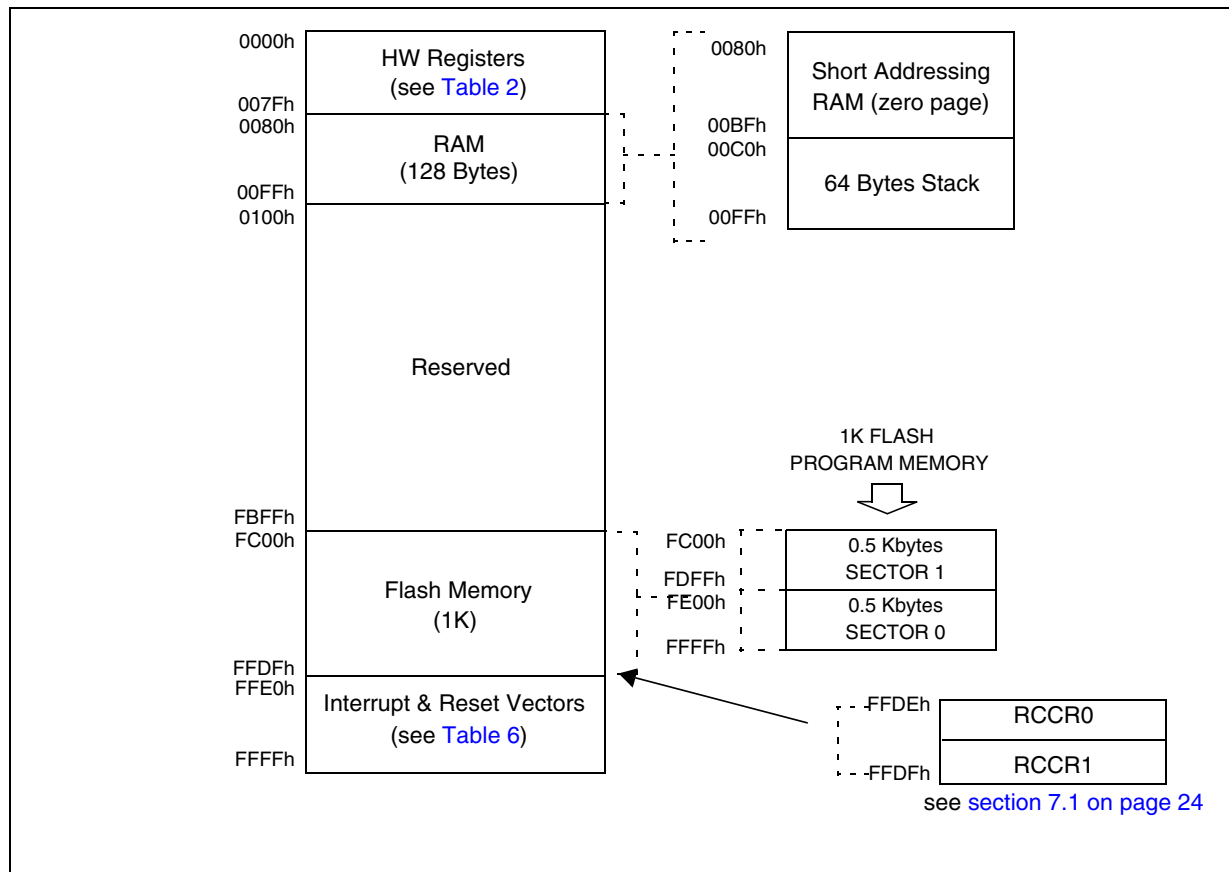 0000h
HW Registers
(see Table 2)
007Fh
0080h
RAM
(128 Bytes)
00FFh
0100h
Reserved
FBFFh
FC00h
Flash Memory
(1K)
FFDFh
FFE0h
Interrupt & Reset Vectors
(see Table 6)
FFFFh
0080h
Short Addressing
RAM (zero page)
00BFh
00C0h
64 Bytes Stack
00FFh
1K FLASH
PROGRAM MEMORY
FC00h
0.5 Kbytes
SECTOR 1
FDFFh
FE00h
0.5 Kbytes
SECTOR 0
FFFFh
FFDEh
RCCR0
RCCR1
FFDFh
see section 7.1 on page 24